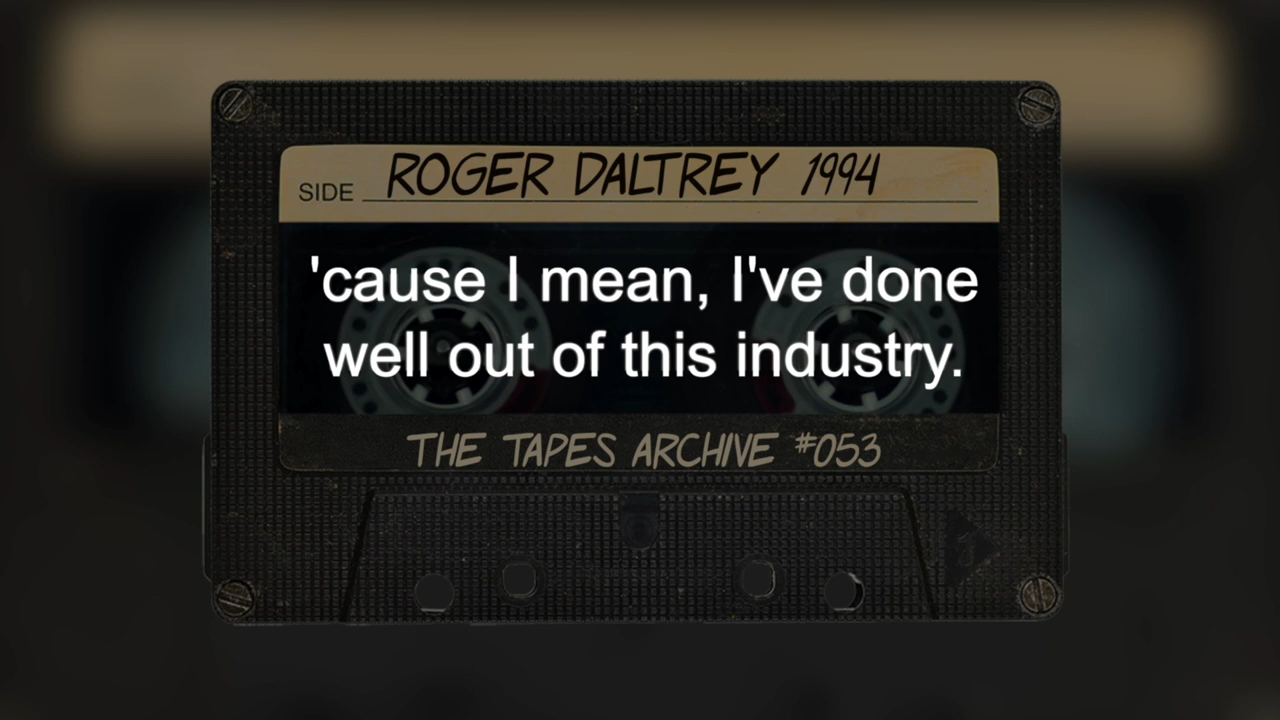 ROGER DALTREY 1994
SIDE
'cause I mean, I've done
well out of this industry.
THE TAPES ARCHIVE #053